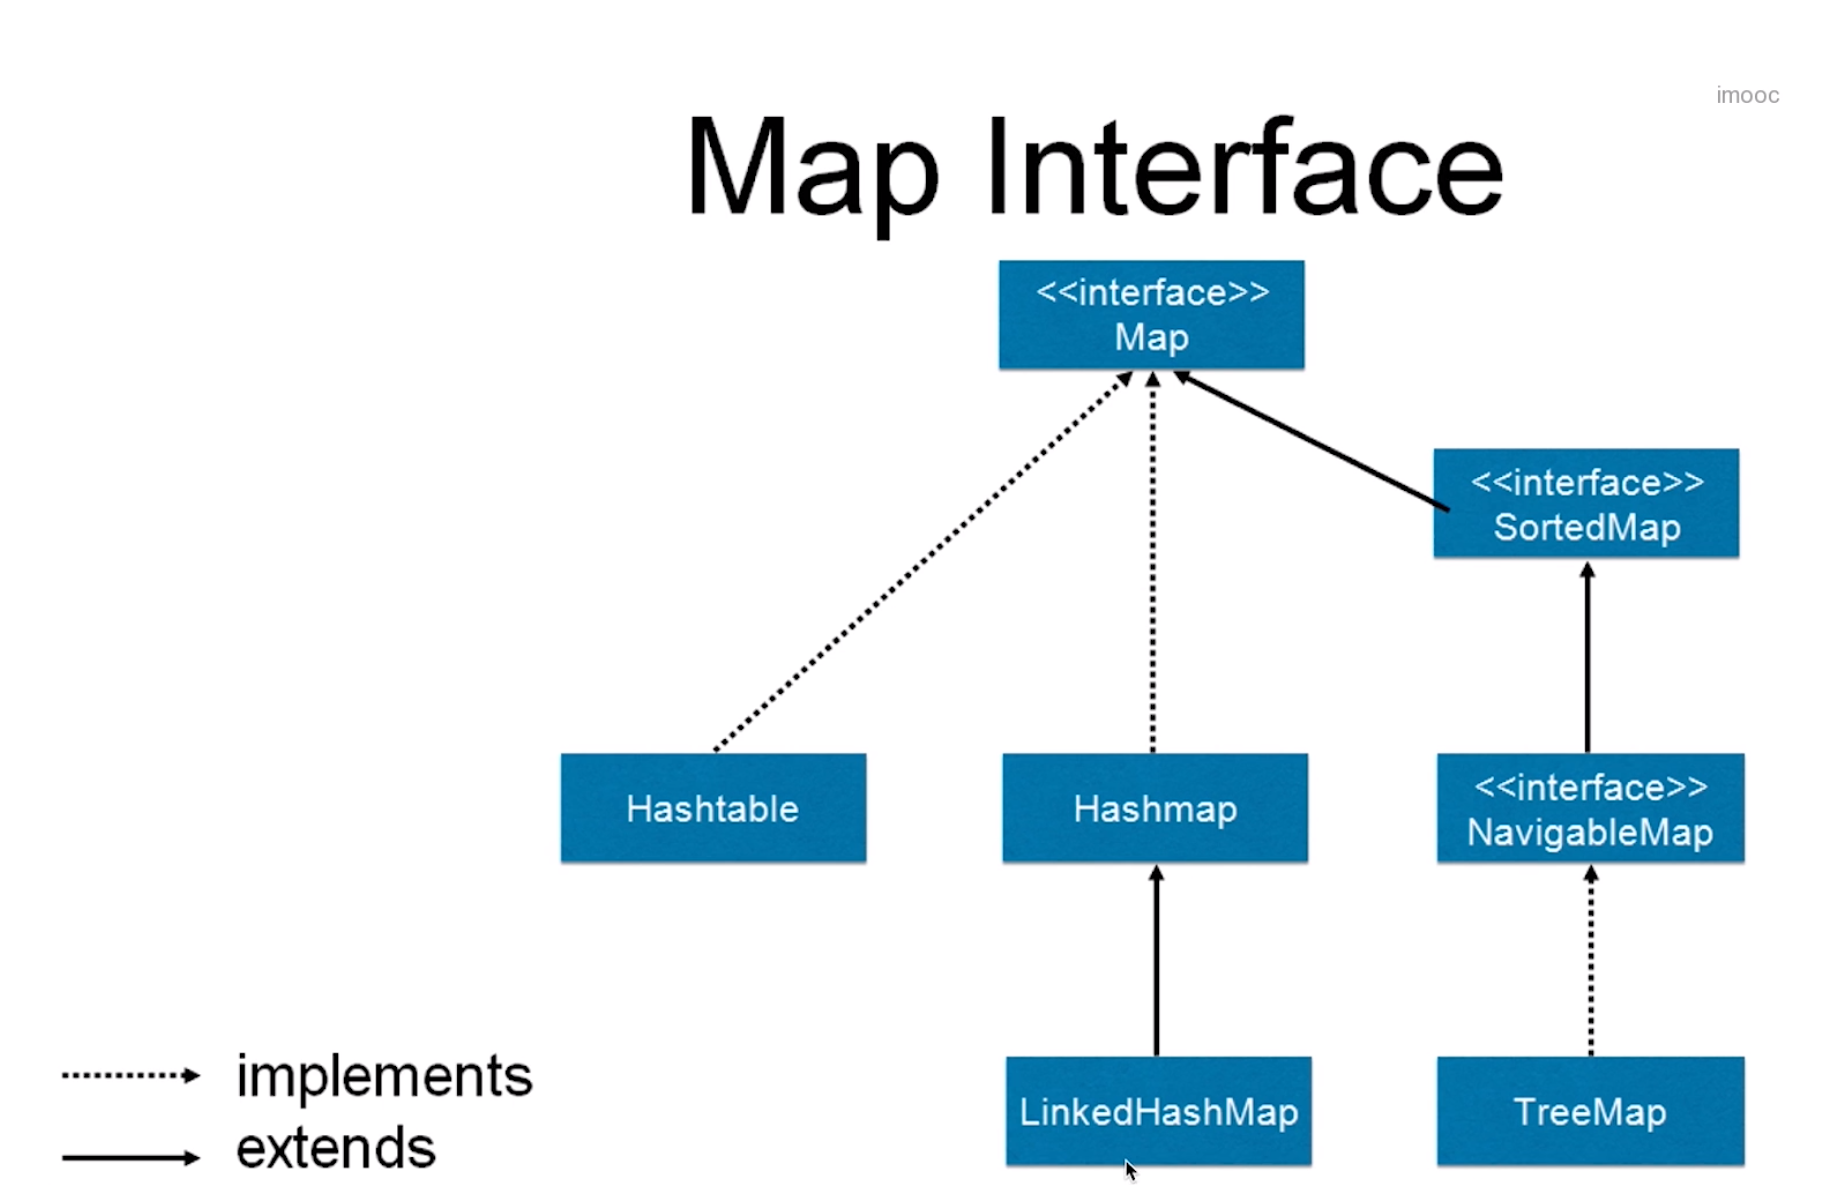 imooc
Map Interface
<<interface>>
Map
<<interface>>
SortedMap
Hashtable
Hashmap
<<interface>>
NavigableMap
implements
extends
LinkedHashMap
TreeMap